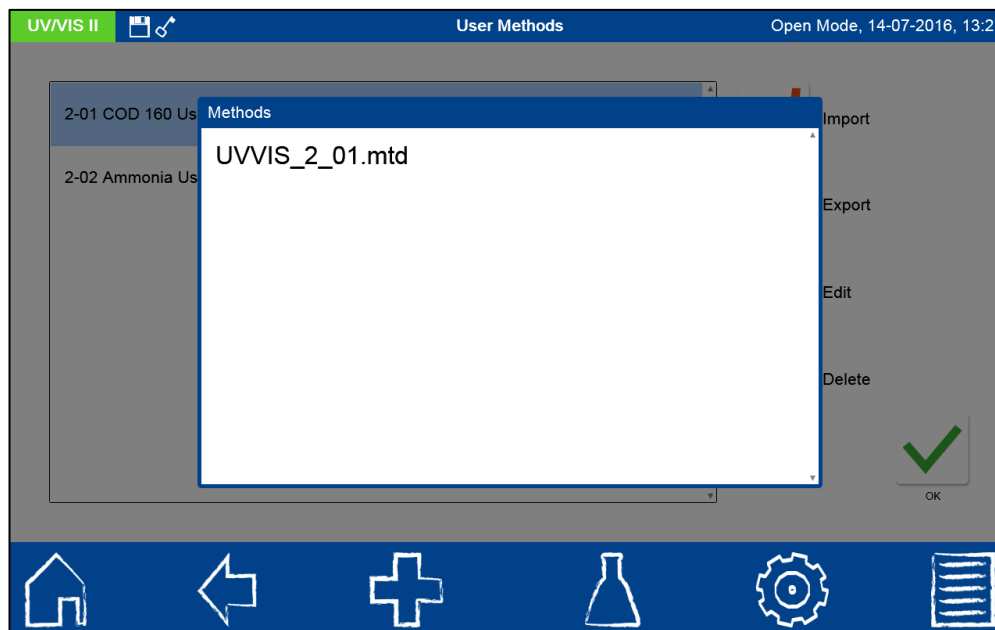 UV/VIS II
User Methods
Open Mode, 14-07-2016, 13:2
2-01 COD 160 Us
Methods
Import
UVVIS_2_01.mtd
2-02 Ammonia Us
Export
Edit
Delete
OK